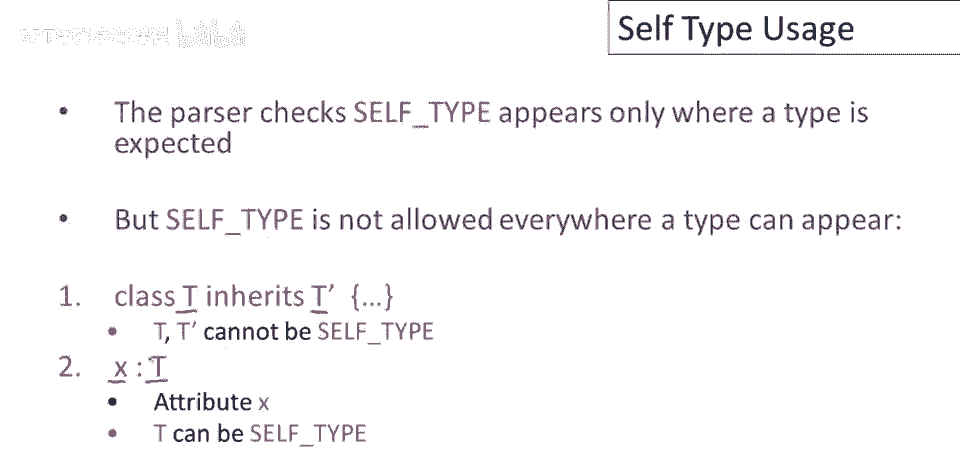 Self Type Usage
• The parser checks SELF_TYPE appears only where a type is
expected
• But SELF_TYPE is not allowed everywhere a type can appear:
1. class T inherits T’ {...}
• T, T’ cannot be SELF_TYPE
2. x : T
• Attribute x
• T can be SELF_TYPE